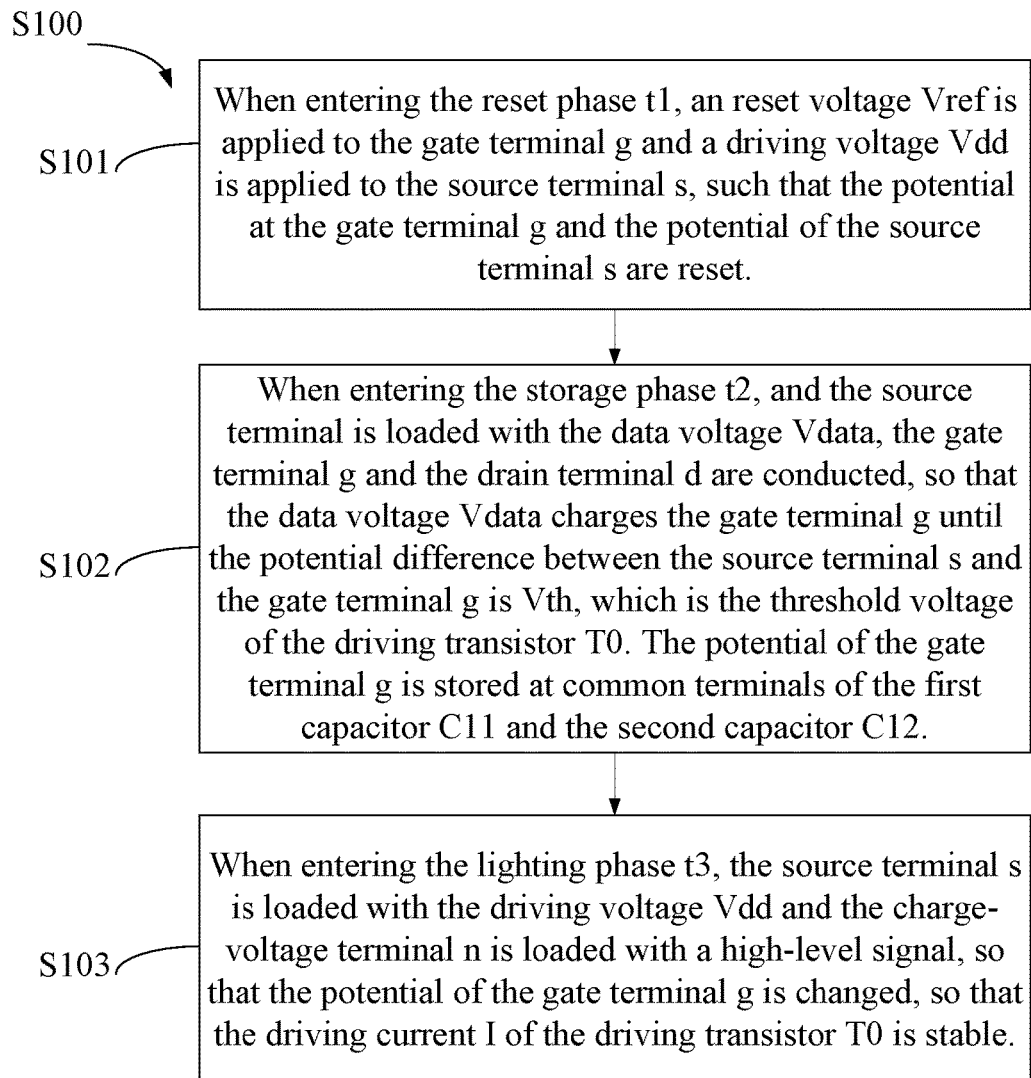 S100
S101
When entering the reset phase t1, an reset voltage Vref is
applied to the gate terminal g and a driving voltage Vdd
is applied to the source terminal s, such that the potential
at the gate terminal g and the potential of the source
terminal s are reset.
S102
When entering the storage phase t2, and the source
terminal is loaded with the data voltage Vdata, the gate
terminal g and the drain terminal d are conducted, so that
the data voltage Vdata charges the gate terminal g until
the potential difference between the source terminal s and
the gate terminal g is Vth, which is the threshold voltage
of the driving transistor T0. The potential of the gate
terminal g is stored at common terminals of the first
capacitor C11 and the second capacitor C12.
S103
When entering the lighting phase t3, the source terminal s
is loaded with the driving voltage Vdd and the charge-
voltage terminal n is loaded with a high-level signal, so
that the potential of the gate terminal g is changed, so that
the driving current I of the driving transistor T0 is stable.